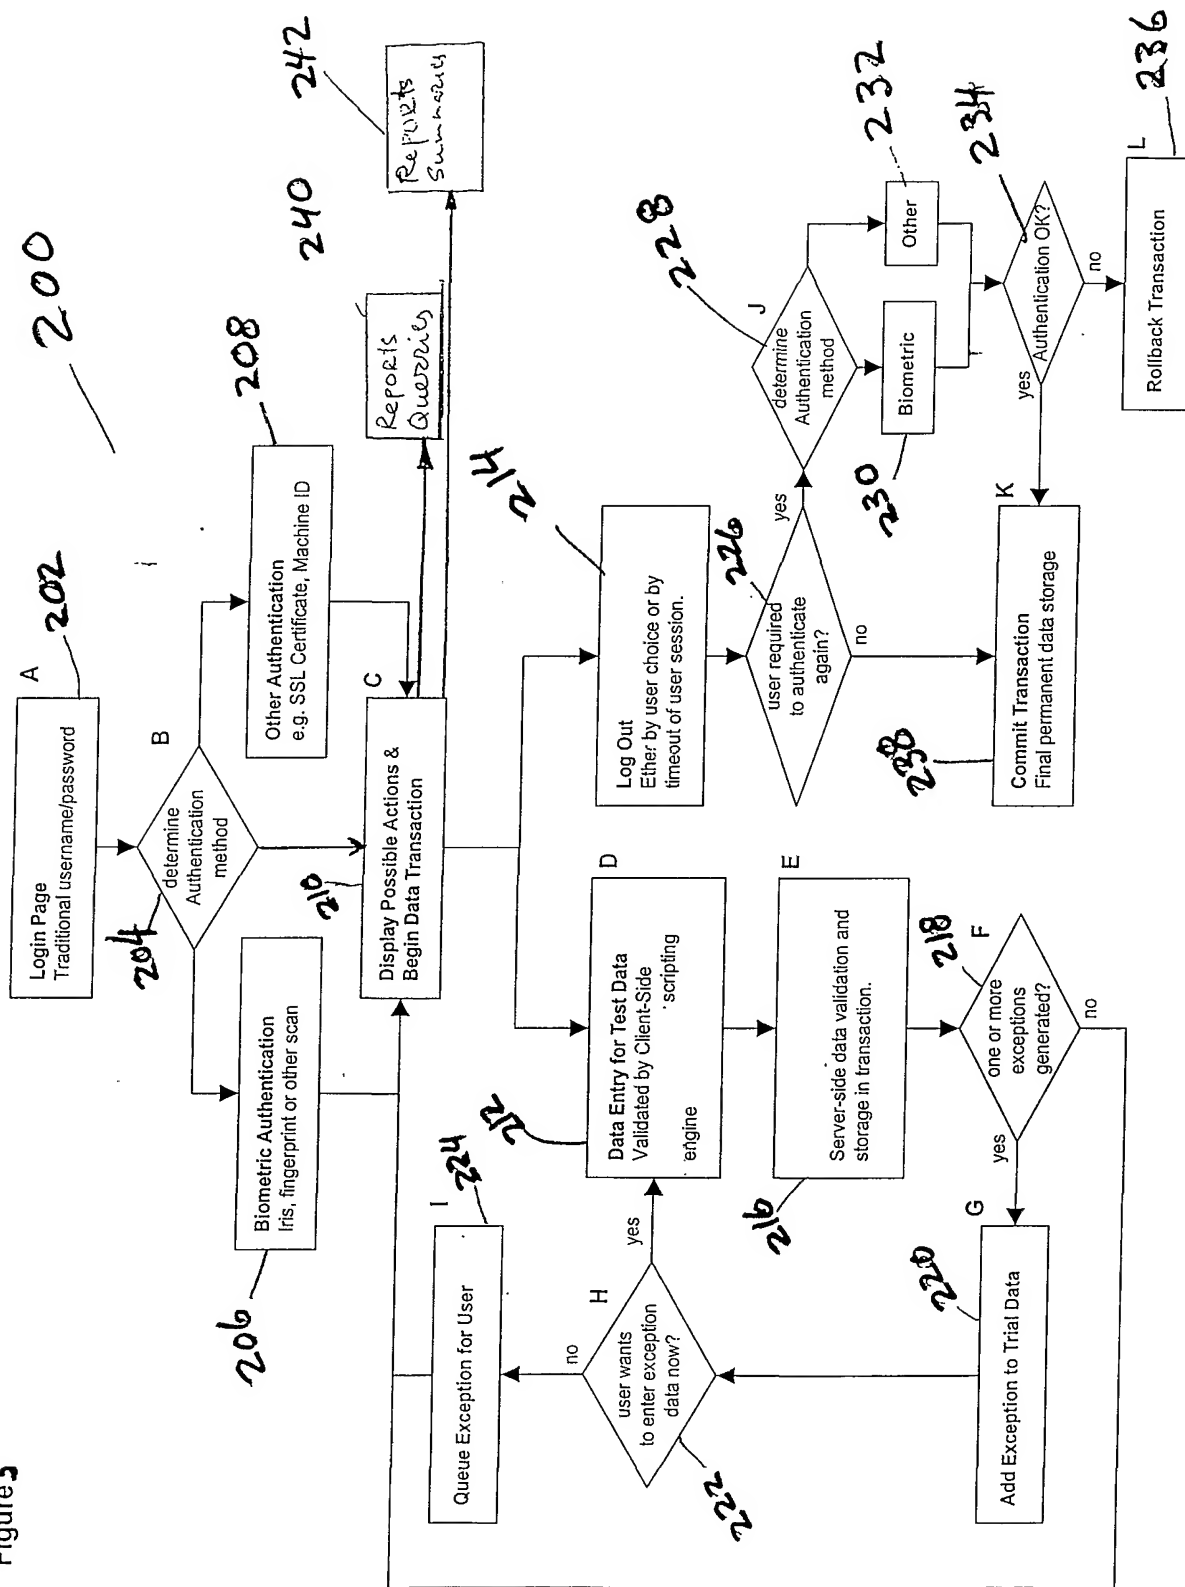 Figure 5
200
Login Page
Traditional username/password
A
202
determine
Authentication
method
B
204
Biometric Authentication
Iris, fingerprint or other scan
206
Other Authentication
e.g. SSL Certificate, Machine ID
208
Display Possible Actions &
Begin Data Transaction
C
210
Reports
Querries
240
Reports
Summaries
242
Data Entry for Test Data
Validated by Client-Side
scripting
engine
D
212
Log Out
Ether by user choice or by
timeout of user session.
214
Server-side data validation and
storage in transaction.
E
216
one or more
exceptions
generated?
F
218
yes
no
Add Exception to Trial Data
G
220
user wants
to enter exception
data now?
H
222
yes
no
Queue Exception for User
I
224
user required
to authenticate
again?
226
yes
no
determine
Authentication
method
J
228
Biometric
230
Other
232
Authentication OK?
234
yes
no
Commit Transaction
Final permanent data storage
K
238
Rollback Transaction
L
236